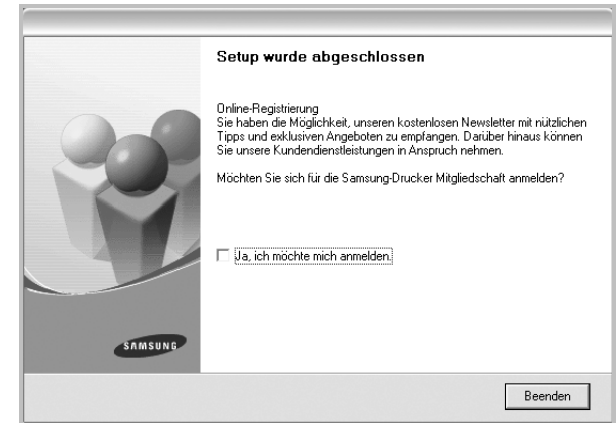 Setup wurde abgeschlossen
Online-Registrierung
Sie haben die Möglichkeit, unseren kostenlosen Newsletter mit nützlichen
Tipps und exklusiven Angeboten zu empfangen. Darüber hinaus können
Sie unsere Kundendienstleistungen in Anspruch nehmen.
Möchten Sie sich für die Samsung-Drucker Mitgliedschaft anmelden?
Ja, ich möchte mich anmelden.
SAMSUNG
Beenden